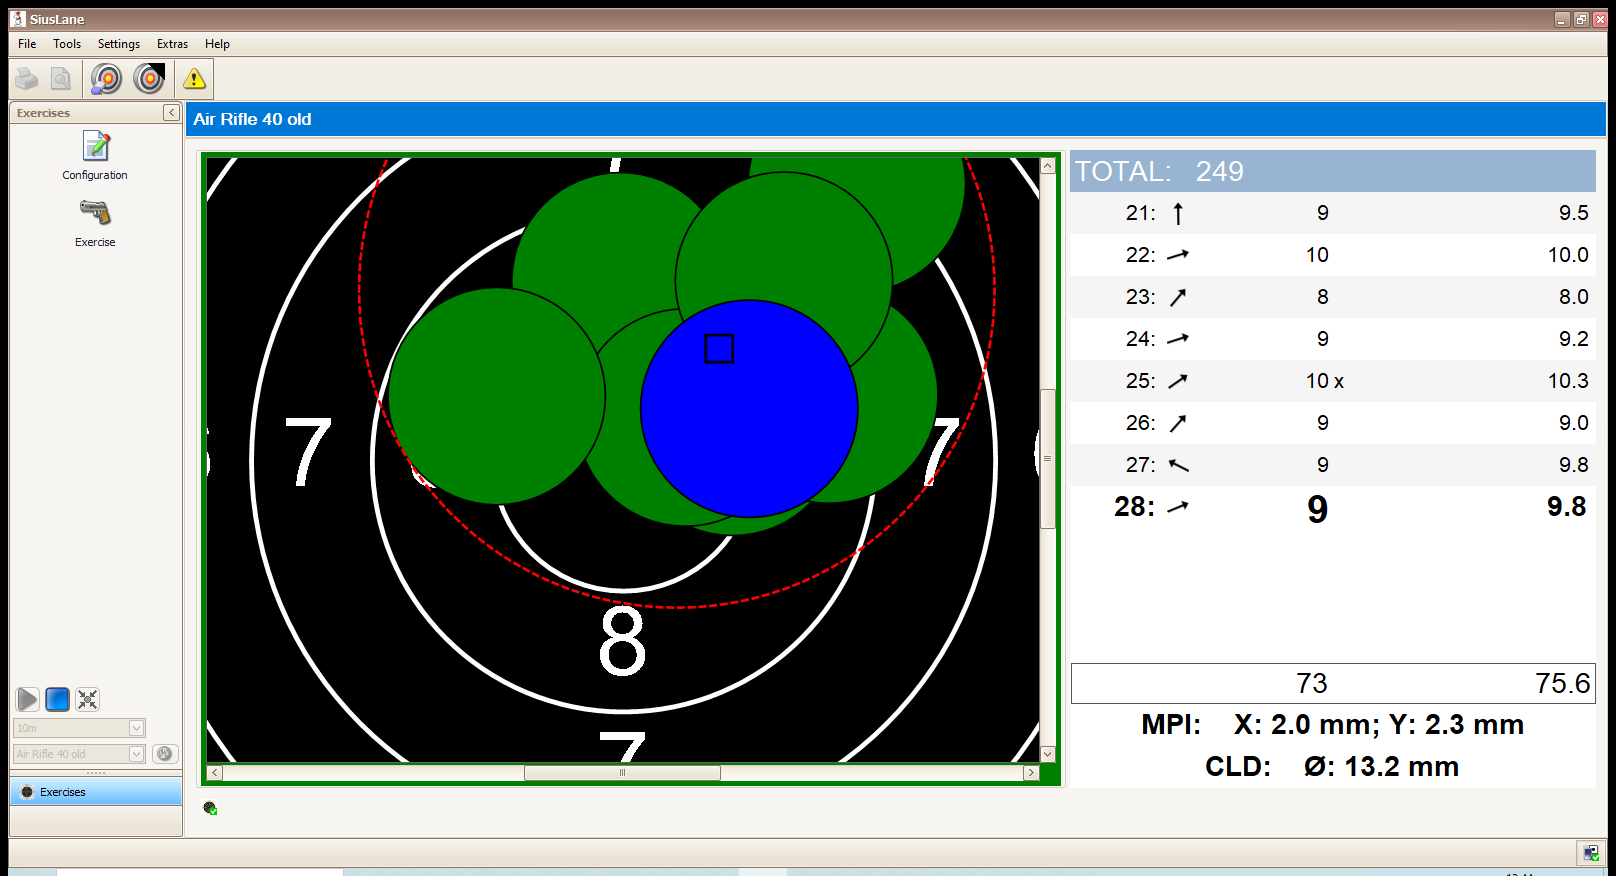 SiusLane
File Tools Settings Extras Help
Exercises
Configuration
Exercise
10m
Air Rifle 40 old
Exercises
Air Rifle 40 old
7
7
8
7
TOTAL: 249
21: 9 9.5
22: 10 10.0
23: 8 8.0
24: 9 9.2
25: 10 x 10.3
26: 9 9.0
27: 9 9.8
28: 9 9.8
73 75.6
MPI: X: 2.0 mm; Y: 2.3 mm
CLD: Ø: 13.2 mm